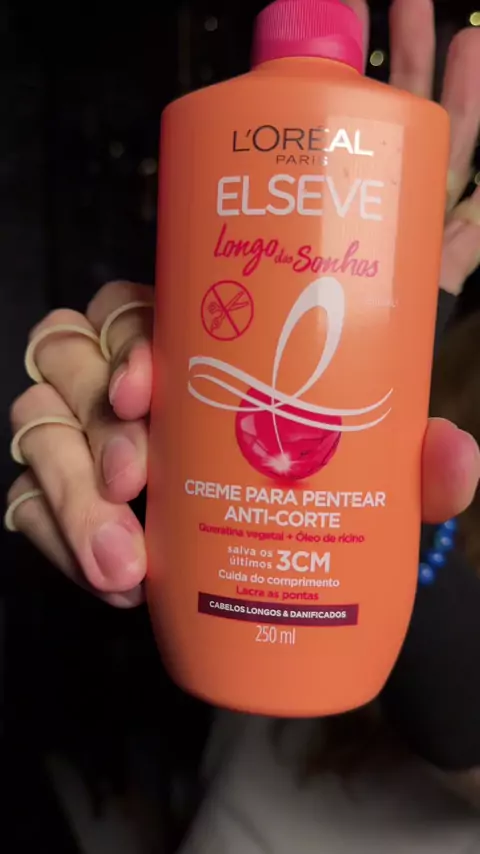 L'ORÉAL
PARIS
ELSEVE
Longo dos Sonhos
CREME PARA PENTEAR
ANTI-CORTE
Queratina vegetal + Óleo de rícino
salva os
últimos 3CM
Cuida do comprimento
Lacra as pontas
CABELOS LONGOS & DANIFICADOS
250 ml